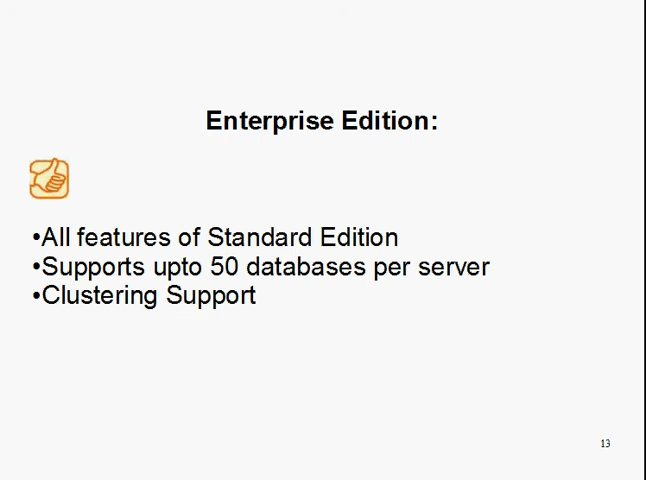 Enterprise Edition:
•All features of Standard Edition
•Supports upto 50 databases per server
•Clustering Support
13